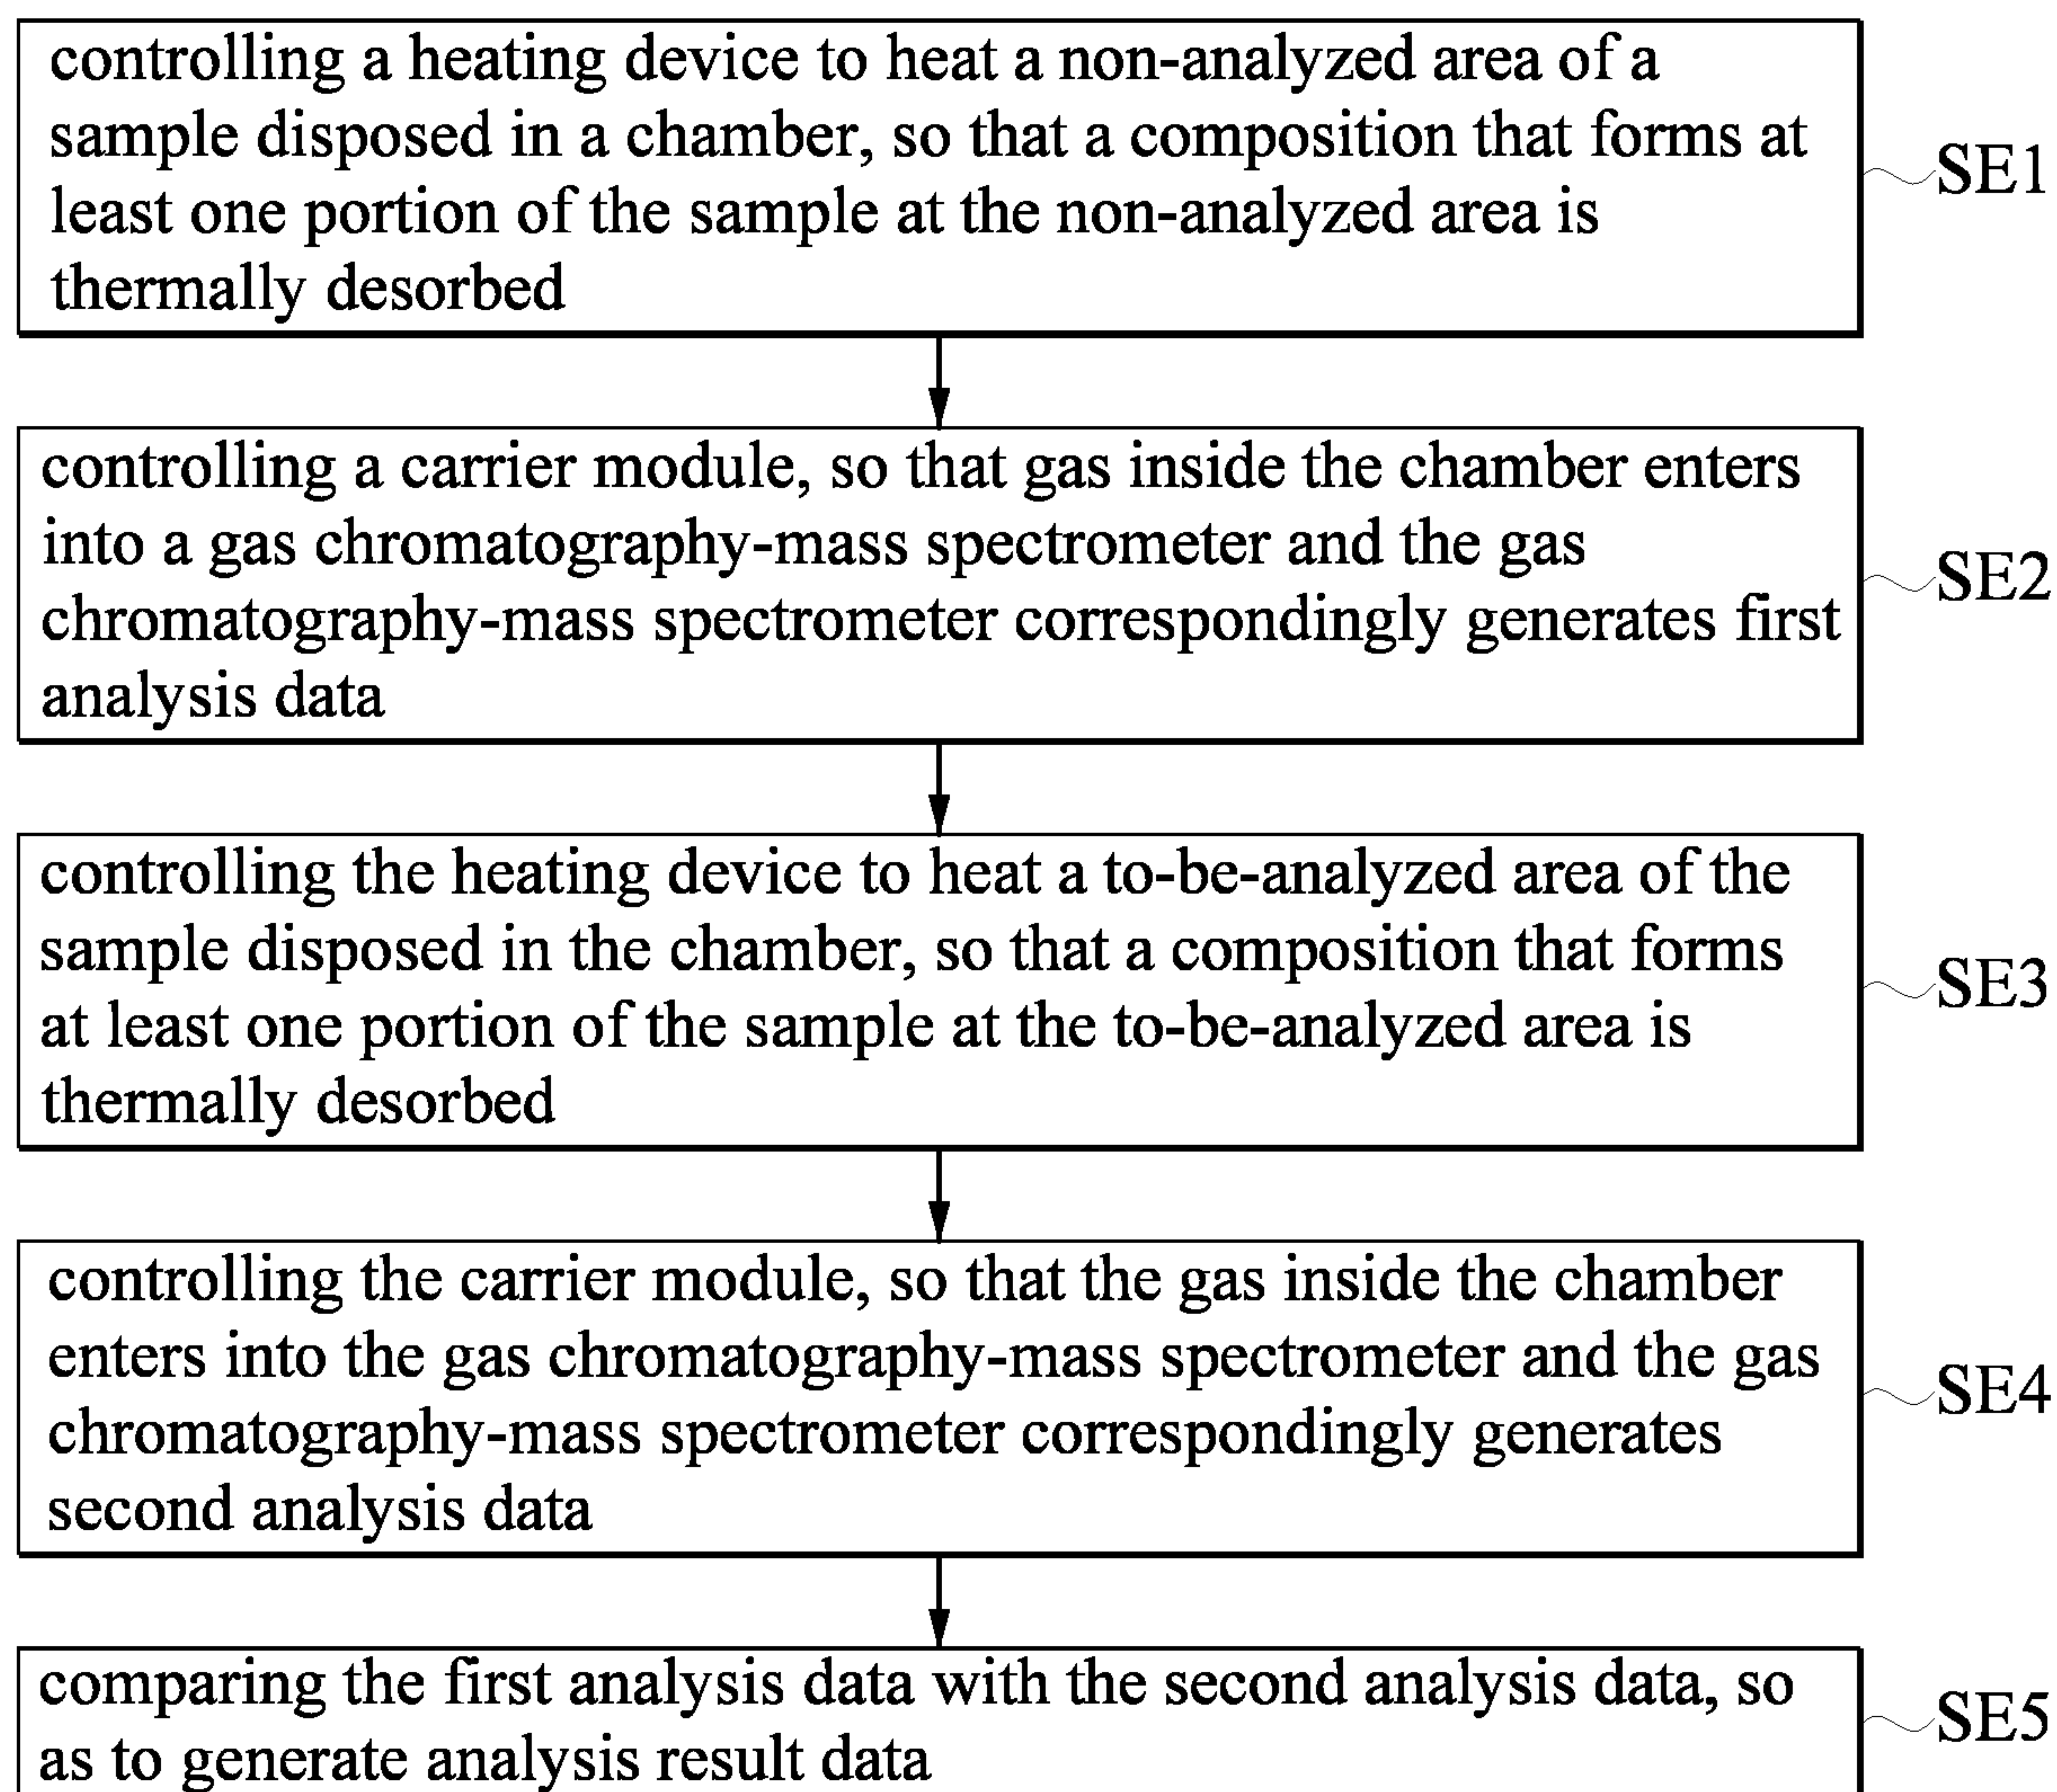 controlling a heating device to heat a non-analyzed area of a
sample disposed in a chamber, so that a composition that forms at
least one portion of the sample at the non-analyzed area is
thermally desorbed
SE1
controlling a carrier module, so that gas inside the chamber enters
into a gas chromatography-mass spectrometer and the gas
chromatography-mass spectrometer correspondingly generates first
analysis data
SE2
controlling the heating device to heat a to-be-analyzed area of the
sample disposed in the chamber, so that a composition that forms
at least one portion of the sample at the to-be-analyzed area is
thermally desorbed
SE3
controlling the carrier module, so that the gas inside the chamber
enters into the gas chromatography-mass spectrometer and the gas
chromatography-mass spectrometer correspondingly generates
second analysis data
SE4
comparing the first analysis data with the second analysis data, so
as to generate analysis result data
SE5